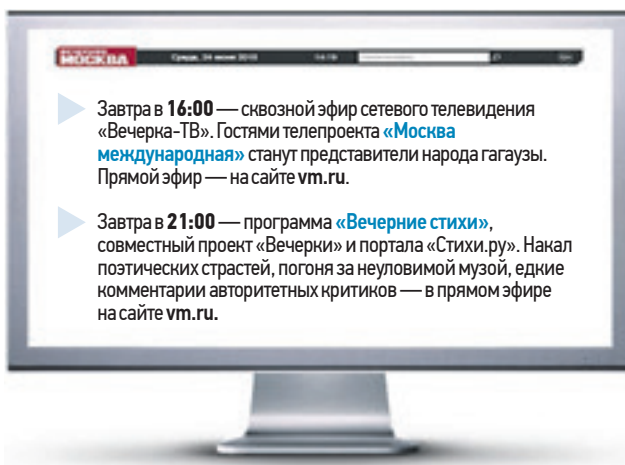 ВЕЧЕРНЯЯ
МОСКВА
Завтра в 16:00 — сквозной эфир сетевого телевидения
«Вечерка-ТВ». Гостями телепроекта «Москва
международная» станут представители народа гагаузы.
Прямой эфир — на сайте vm.ru.
Завтра в 21:00 — программа «Вечерние стихи»,
совместный проект «Вечерки» и портала «Стихи.ру». Накал
поэтических страстей, погоня за неуловимой музой, едкие
комментарии авторитетных критиков — в прямом эфире
на сайте vm.ru.